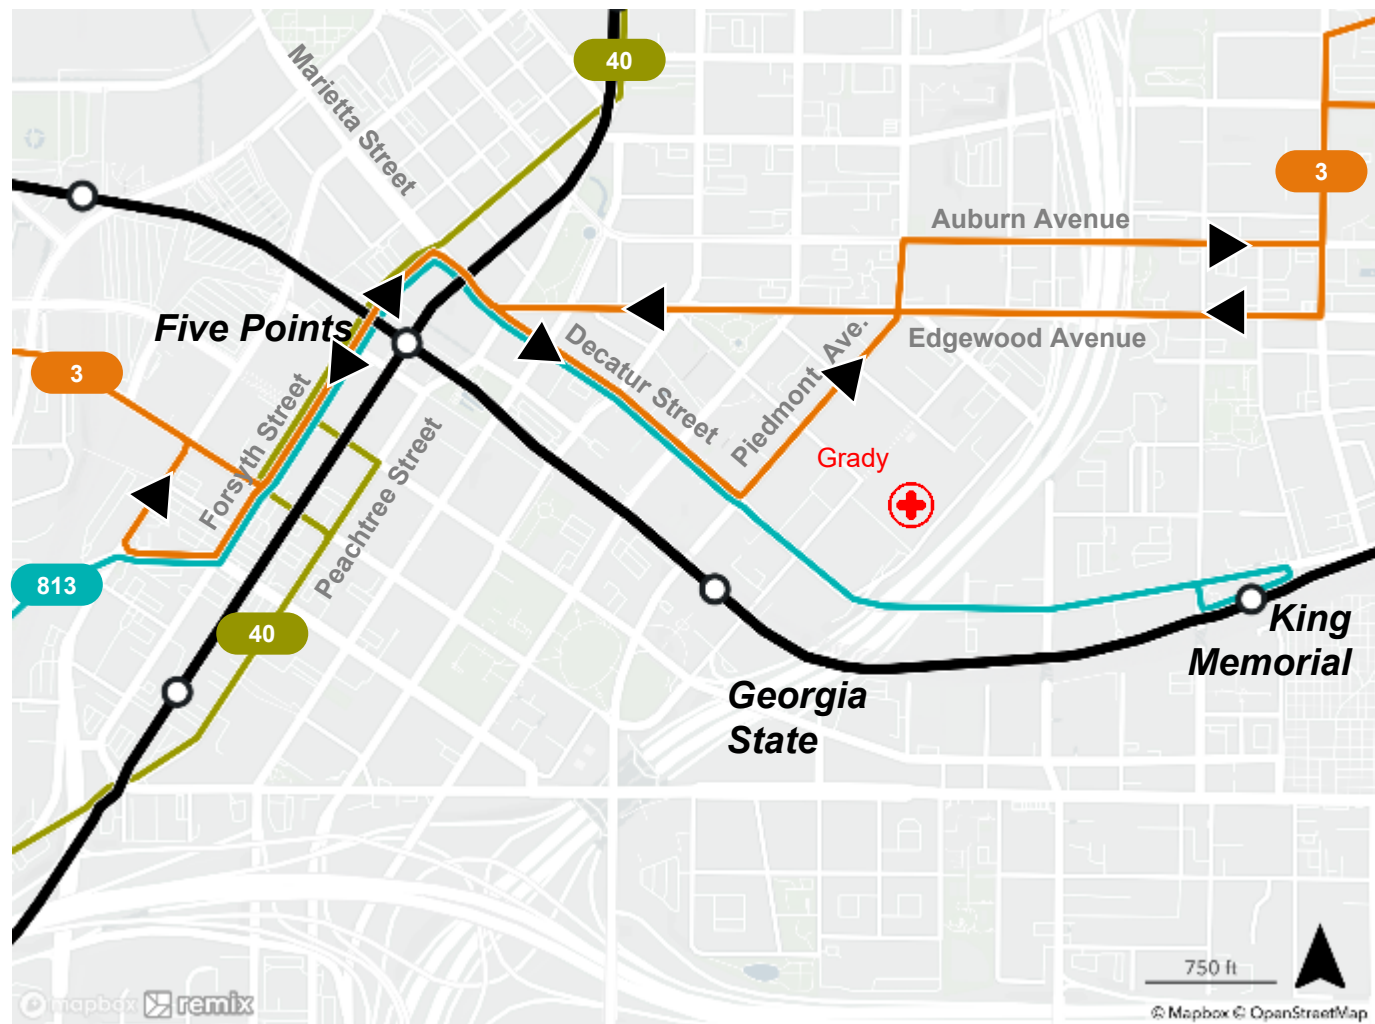 40
Marietta Street
3
Auburn Avenue
Five Points
Edgewood Avenue
Decatur Street
Piedmont Ave.
3
Forsyth Street
Peachtree Street
Grady
813
40
King
Memorial
Georgia
State
750 ft
mapbox remix
© Mapbox © OpenStreetMap